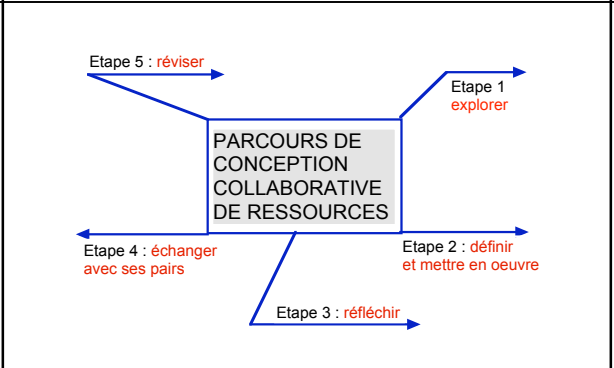 Etape 5 : réviser
Etape 1
explorer
PARCOURS DE
CONCEPTION
COLLABORATIVE
DE RESSOURCES
Etape 4 : échanger
avec ses pairs
Etape 2 : définir
et mettre en oeuvre
Etape 3 : réfléchir